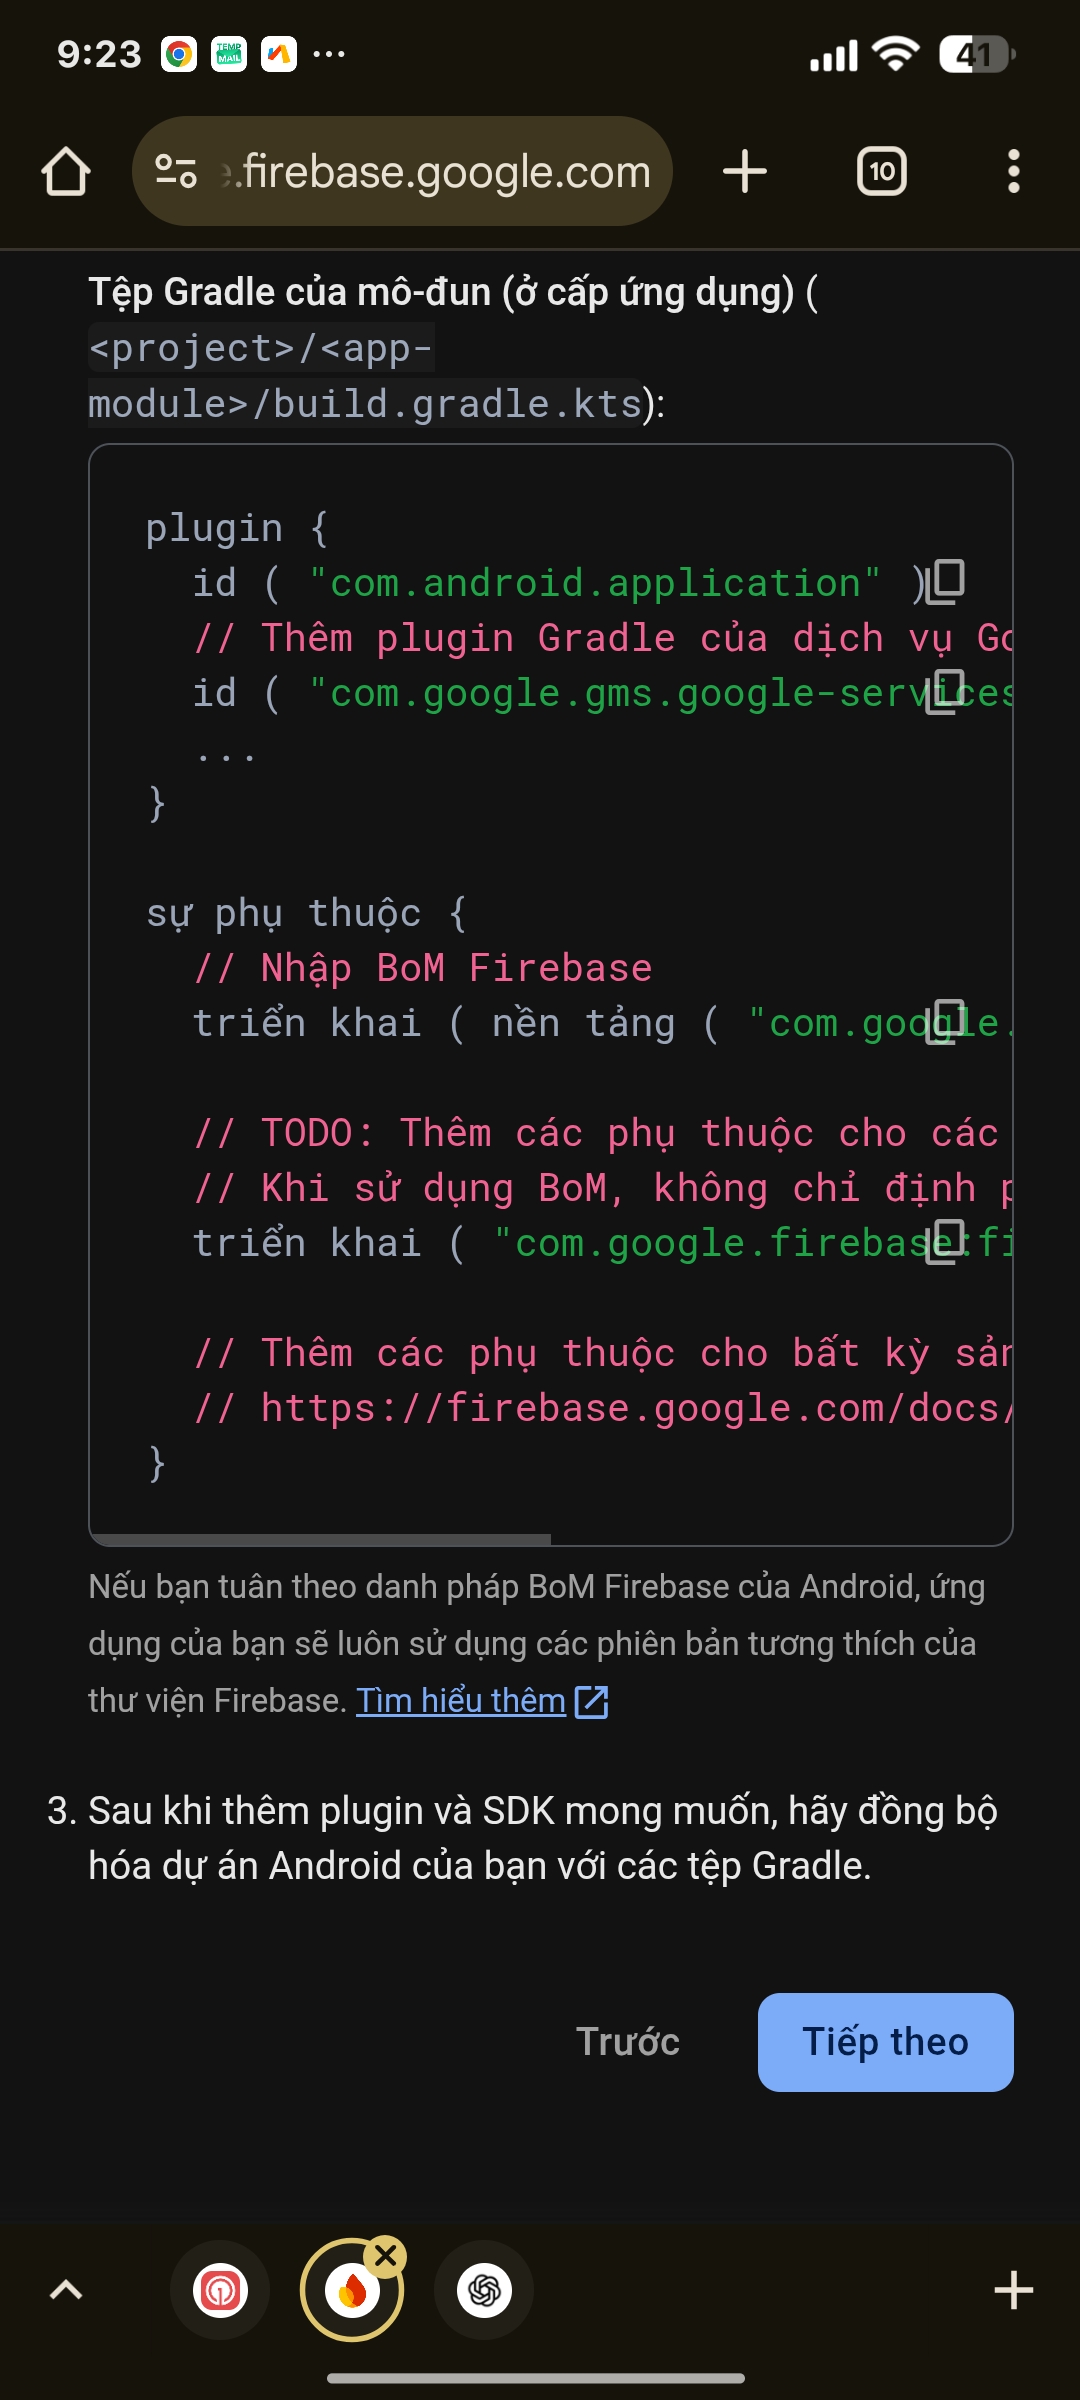 9:23
TEMP
MAIL
41
.firebase.google.com
10
Tệp Gradle của mô-đun (ở cấp ứng dụng) (
<project>/<app-
module>/build.gradle.kts):
plugin {
id ( "com.android.application" )
// Thêm plugin Gradle của dịch vụ Go
id ( "com.google.gms.google-services
...
}
sự phụ thuộc {
// Nhập BoM Firebase
triển khai ( nền tảng ( "com.google.
// TODO: Thêm các phụ thuộc cho các
// Khi sử dụng BoM, không chỉ định p
triển khai ( "com.google.firebase:fi
// Thêm các phụ thuộc cho bất kỳ sản
// https://firebase.google.com/docs/
}
Nếu bạn tuân theo danh pháp BoM Firebase của Android, ứng
dụng của bạn sẽ luôn sử dụng các phiên bản tương thích của
thư viện Firebase. Tìm hiểu thêm
3. Sau khi thêm plugin và SDK mong muốn, hãy đồng bộ
hóa dự án Android của bạn với các tệp Gradle.
Trước
Tiếp theo